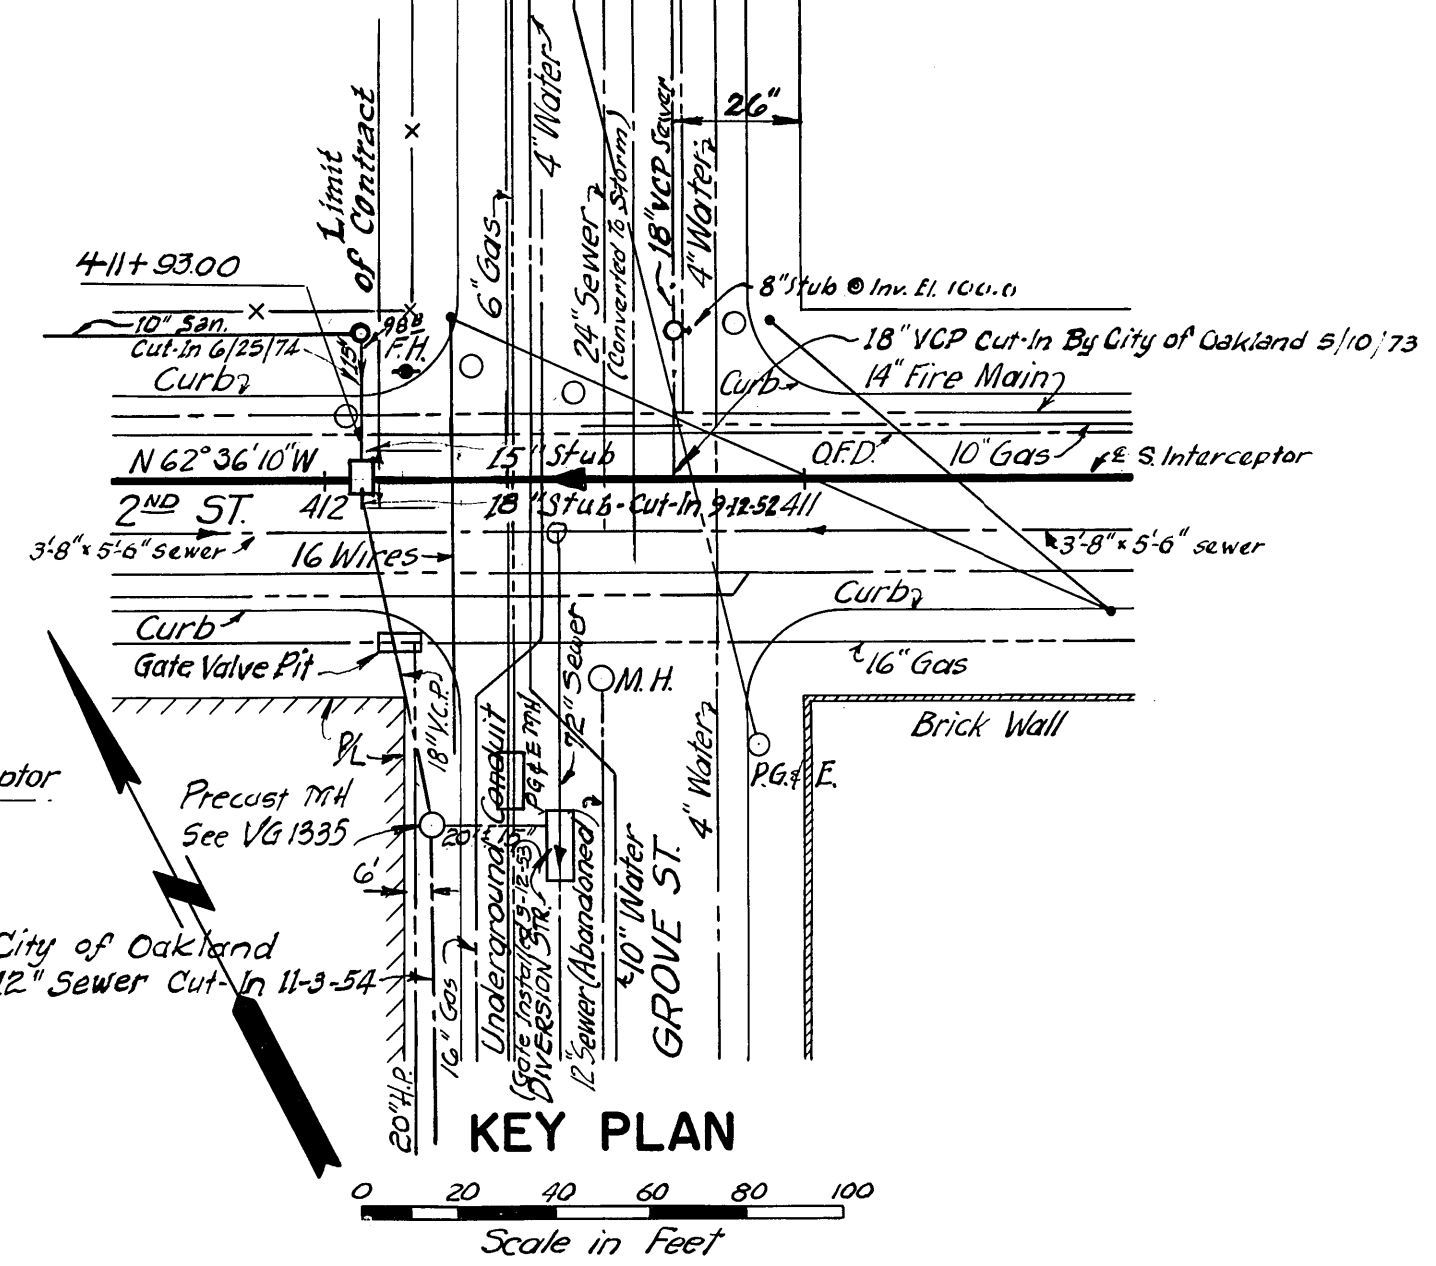 26"
Limit
of Contract
4" Water
18" VCP Sewer
4" Water
6" Gas
24" Sewer
(Converted To Storm)
411+93.00
8" Stub @ Inv. El. 100.0
10" San.
Cut-In 6/25/74
15"
98
F.H.
Curb
Curb
18" VCP Cut-In By City of Oakland 5/10/73
14" Fire Main
N 62° 36' 10" W
15" Stub
O.F.D.
10" Gas
℄ S. Interceptor
2ND ST.
412
18" Stub-Cut-In 9-12-52
411
3'-8" x 5'-6" sewer
16 Wires
3'-8" x 5'-6" sewer
Curb
Curb
Gate Valve Pit
M.H.
℄ 16" Gas
Brick Wall
P/L
18" V.C.P.
PG & E MH
72" Sewer
4" Water
P.G. & E.
ptor
Precast MH
See VG 1335
20' ± 15"
6'
City of Oakland
12" Sewer Cut-In 11-3-54
20" H.P.
16" Gas
Underground Conduit
(Gate Installed 9-12-53)
DIVERSION STR.
12" Sewer (Abandoned)
℄ 10" Water
GROVE ST.
KEY PLAN
0 20 40 60 80 100
Scale in Feet